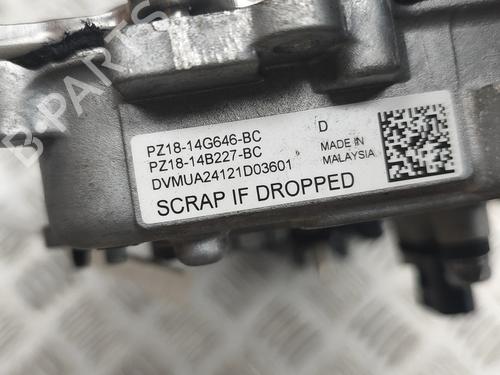 B-PARTS
PZ18-14G646-BC D
PZ18-14B227-BC MADE IN
DVMUA24121D03601 MALAYSIA
SCRAP IF DROPPED